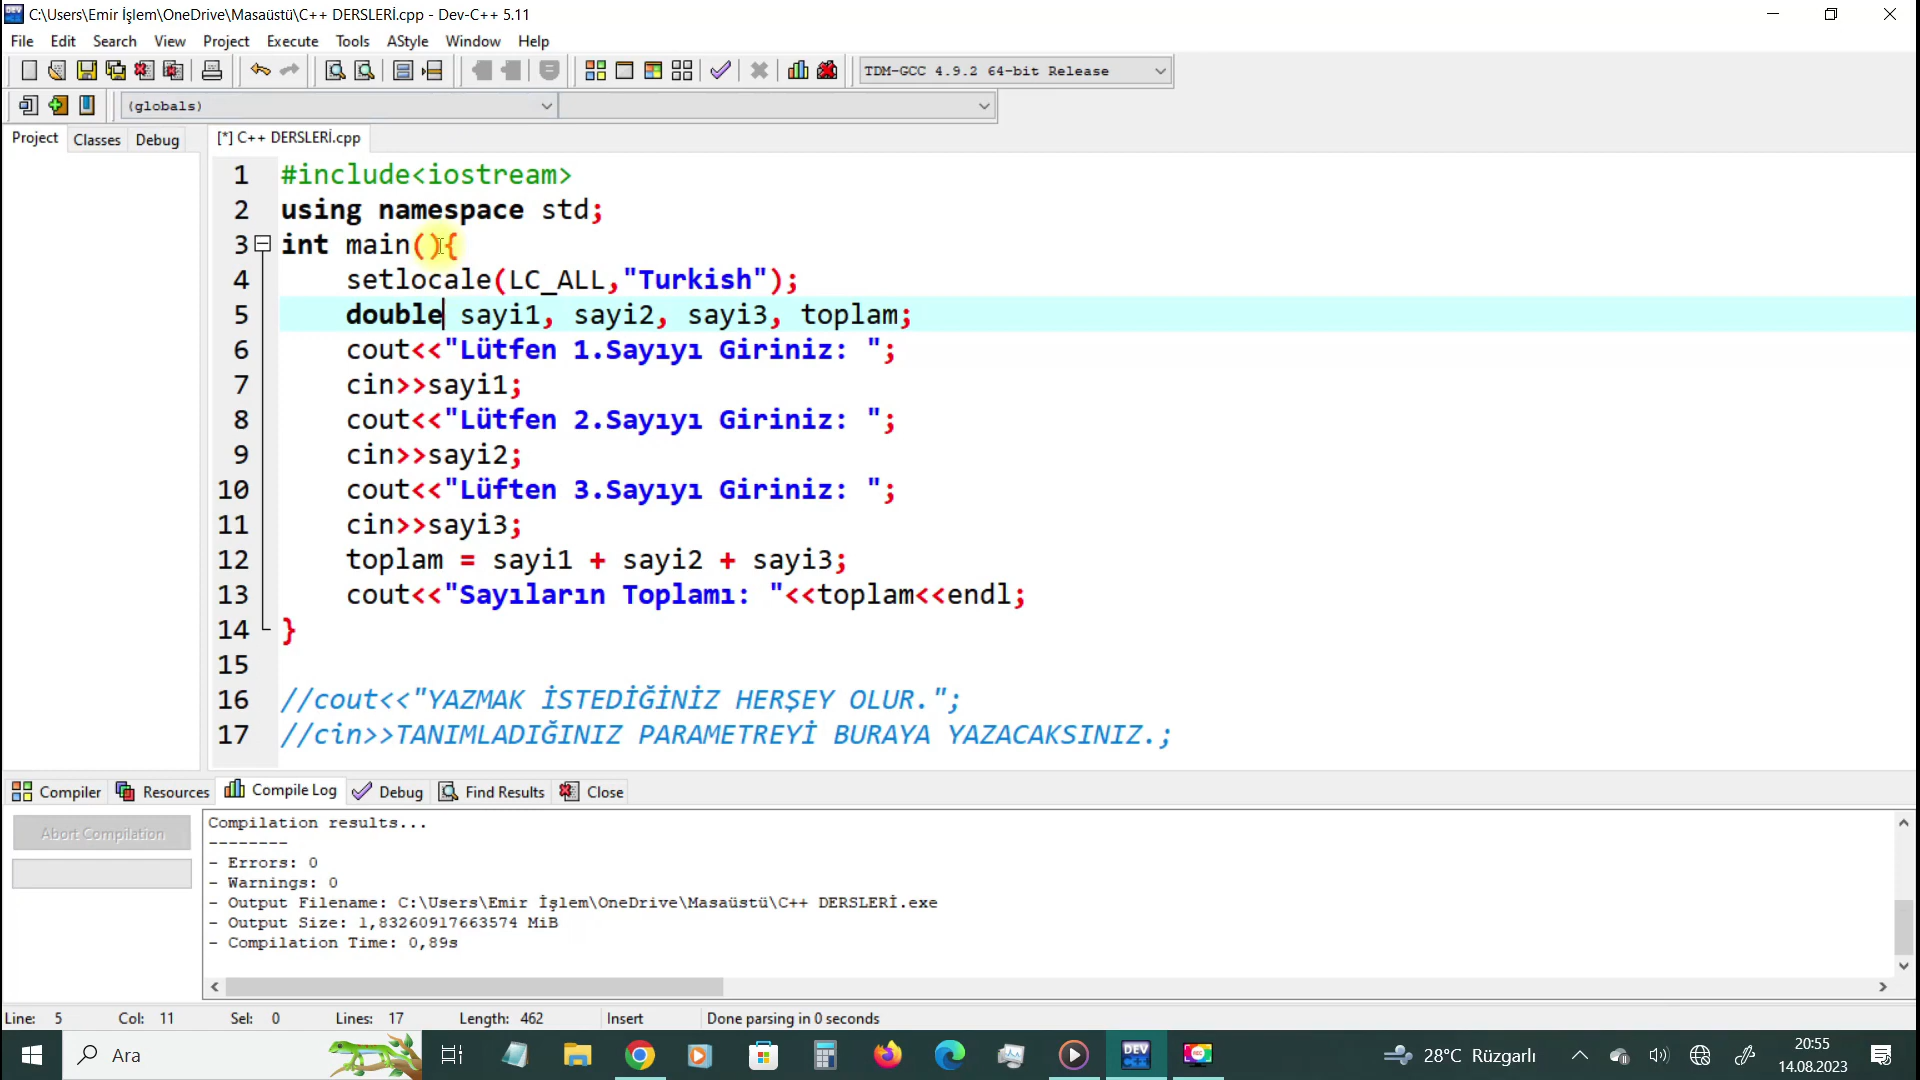 C:\Users\Emir İşlem\OneDrive\Masaüstü\C++ DERSLERİ.cpp - Dev-C++ 5.11
File Edit Search View Project Execute Tools AStyle Window Help
TDM-GCC 4.9.2 64-bit Release
(globals)
Project Classes Debug [*] C++ DERSLERİ.cpp
1 #include<iostream>
2 using namespace std;
3 int main(){
4 setlocale(LC_ALL,"Turkish");
5 double sayi1, sayi2, sayi3, toplam;
6 cout<<"Lütfen 1.Sayıyı Giriniz: ";
7 cin>>sayi1;
8 cout<<"Lütfen 2.Sayıyı Giriniz: ";
9 cin>>sayi2;
10 cout<<"Lüften 3.Sayıyı Giriniz: ";
11 cin>>sayi3;
12 toplam = sayi1 + sayi2 + sayi3;
13 cout<<"Sayıların Toplamı: "<<toplam<<endl;
14 }
15
16 //cout<<"YAZMAK İSTEDİĞİNİZ HERŞEY OLUR.";
17 //cin>>TANIMLADIĞINIZ PARAMETREYİ BURAYA YAZACAKSINIZ.;
Compiler Resources Compile Log Debug Find Results Close
Abort Compilation
Compilation results...
--------
- Errors: 0
- Warnings: 0
- Output Filename: C:\Users\Emir İşlem\OneDrive\Masaüstü\C++ DERSLERİ.exe
- Output Size: 1,83260917663574 MiB
- Compilation Time: 0,89s
Line: 5 Col: 11 Sel: 0 Lines: 17 Length: 462 Insert Done parsing in 0 seconds
Ara
DEV C++
REC
28°C Rüzgarlı
20:55
14.08.2023